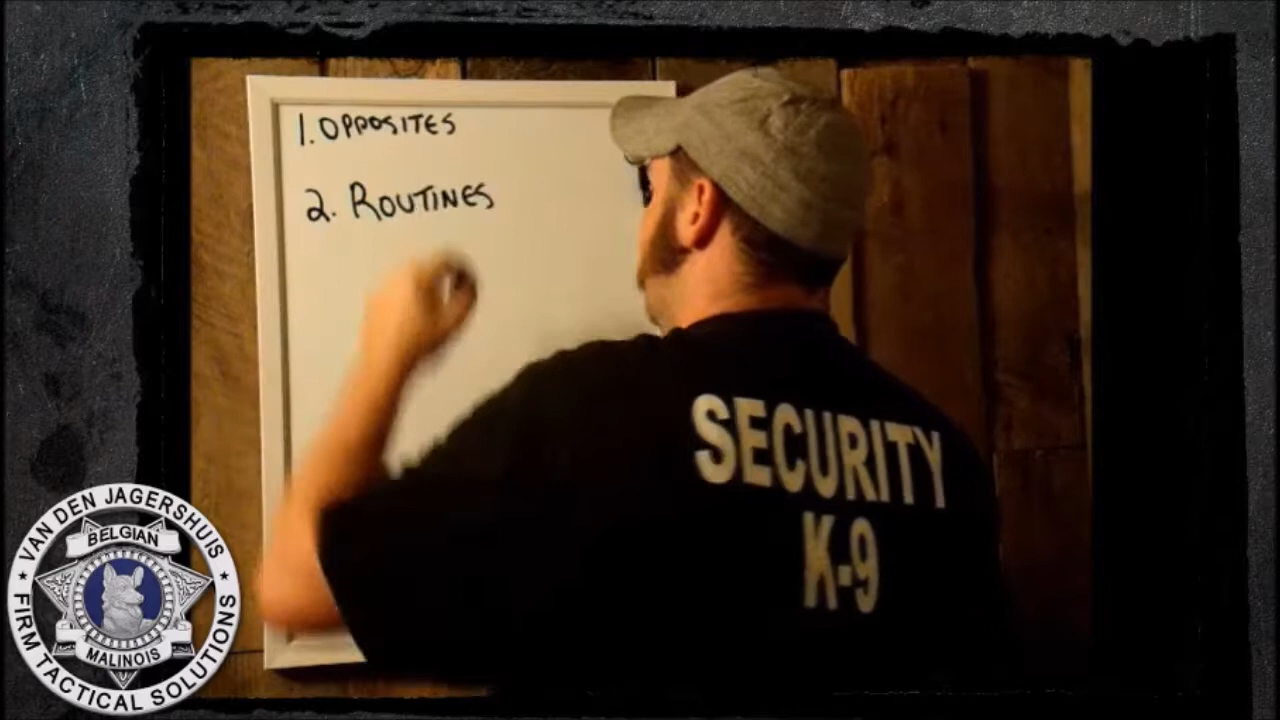 1. OPPOSITES
2. ROUTINES
SECURITY
K-9
VAN DEN JAGERSHUIS
BELGIAN
MALINOIS
FIRM TACTICAL SOLUTIONS